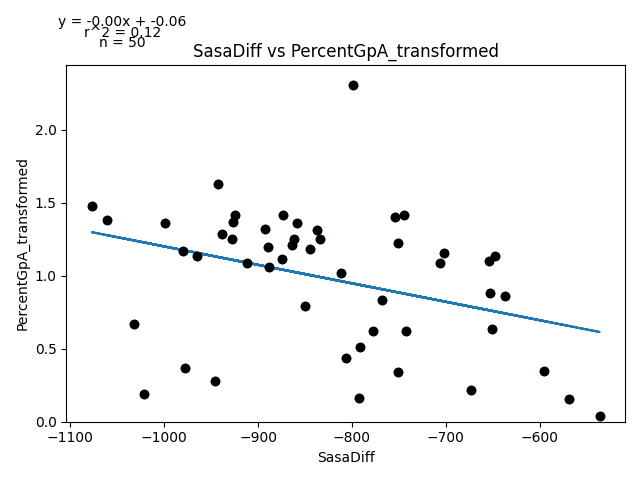 y = -0.00x + -0.06
r^2 = 0.12
n = 50
SasaDiff vs PercentGpA_transformed
PercentGpA_transformed
2.0
1.5
1.0
0.5
0.0
−1100 −1000 −900 −800 −700 −600
SasaDiff